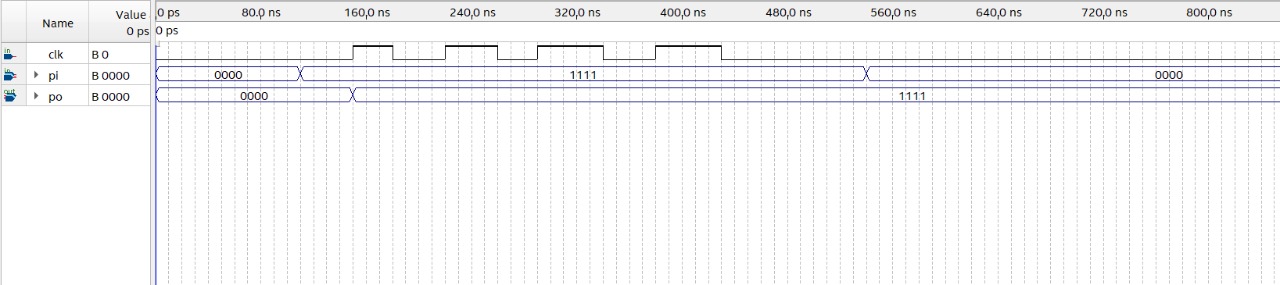 Name Value 0 ps 80,0 ns 160,0 ns 240,0 ns 320,0 ns 400,0 ns 480,0 ns 560,0 ns 640,0 ns 720,0 ns 800,0 ns
0 ps 0 ps
in clk B 0
in pi B 0000 0000 1111 0000
out po B 0000 0000 1111